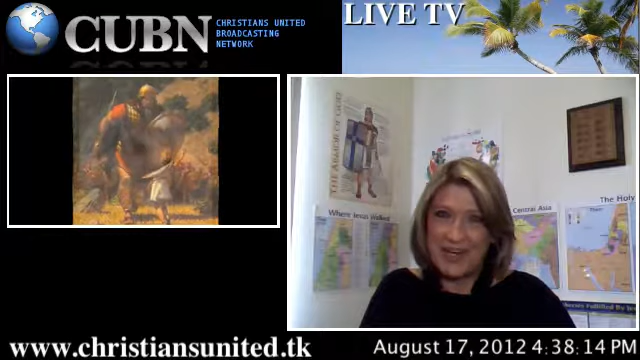 CUBN
CHRISTIANS UNITED
BROADCASTING
NETWORK
LIVE TV
THE ARMOR OF GOD
Where Jesus Walked
Central Asia
The Holy
www.christiansunited.tk
August 17, 2012 4:38:14 PM